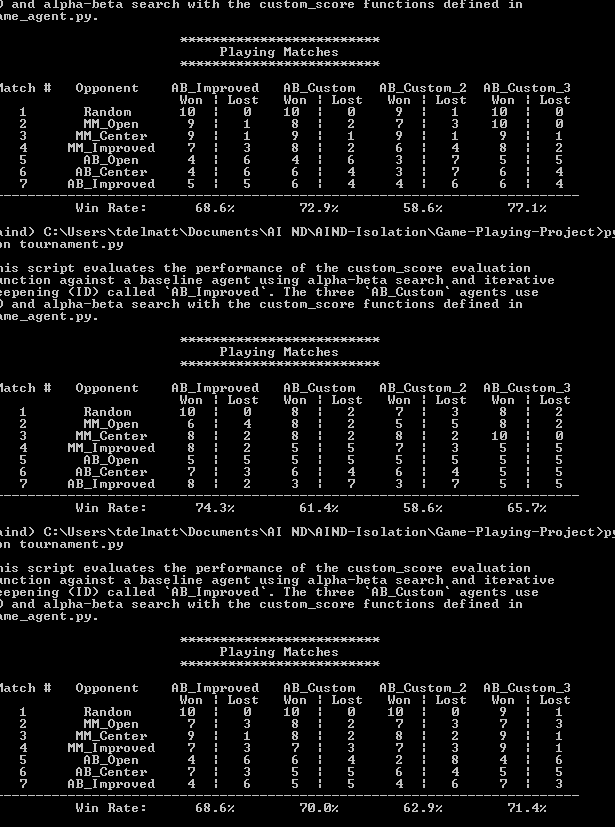 ) and alpha-beta search with the custom_score functions defined in
ame_agent.py.
*************************
Playing Matches
*************************
Match # Opponent AB_Improved AB_Custom AB_Custom_2 AB_Custom_3
Won | Lost Won | Lost Won | Lost Won | Lost
1 Random 10 | 0 10 | 0 9 | 1 10 | 0
2 MM_Open 9 | 1 8 | 2 7 | 3 10 | 0
3 MM_Center 9 | 1 9 | 1 9 | 1 9 | 1
4 MM_Improved 7 | 3 8 | 2 6 | 4 8 | 2
5 AB_Open 4 | 6 4 | 6 3 | 7 5 | 5
6 AB_Center 4 | 6 6 | 4 3 | 7 6 | 4
7 AB_Improved 5 | 5 6 | 4 4 | 6 6 | 4
--------------------------------------------------------------------------
Win Rate: 68.6% 72.9% 58.6% 77.1%
aind) C:\Users\tdelmatt\Documents\AI ND\AIND-Isolation\Game-Playing-Project>py
on tournament.py
his script evaluates the performance of the custom_score evaluation
unction against a baseline agent using alpha-beta search and iterative
eepening (ID) called `AB_Improved`. The three `AB_Custom` agents use
) and alpha-beta search with the custom_score functions defined in
ame_agent.py.
*************************
Playing Matches
*************************
Match # Opponent AB_Improved AB_Custom AB_Custom_2 AB_Custom_3
Won | Lost Won | Lost Won | Lost Won | Lost
1 Random 10 | 0 8 | 2 7 | 3 8 | 2
2 MM_Open 6 | 4 8 | 2 5 | 5 8 | 2
3 MM_Center 8 | 2 8 | 2 8 | 2 10 | 0
4 MM_Improved 8 | 2 5 | 5 7 | 3 5 | 5
5 AB_Open 5 | 5 5 | 5 5 | 5 5 | 5
6 AB_Center 7 | 3 6 | 4 6 | 4 5 | 5
7 AB_Improved 8 | 2 3 | 7 3 | 7 5 | 5
--------------------------------------------------------------------------
Win Rate: 74.3% 61.4% 58.6% 65.7%
aind) C:\Users\tdelmatt\Documents\AI ND\AIND-Isolation\Game-Playing-Project>py
on tournament.py
his script evaluates the performance of the custom_score evaluation
unction against a baseline agent using alpha-beta search and iterative
eepening (ID) called `AB_Improved`. The three `AB_Custom` agents use
) and alpha-beta search with the custom_score functions defined in
ame_agent.py.
*************************
Playing Matches
*************************
Match # Opponent AB_Improved AB_Custom AB_Custom_2 AB_Custom_3
Won | Lost Won | Lost Won | Lost Won | Lost
1 Random 10 | 0 10 | 0 10 | 0 9 | 1
2 MM_Open 7 | 3 8 | 2 7 | 3 7 | 3
3 MM_Center 9 | 1 8 | 2 8 | 2 9 | 1
4 MM_Improved 7 | 3 7 | 3 7 | 3 9 | 1
5 AB_Open 4 | 6 6 | 4 2 | 8 4 | 6
6 AB_Center 7 | 3 5 | 5 6 | 4 5 | 5
7 AB_Improved 4 | 6 5 | 5 4 | 6 7 | 3
--------------------------------------------------------------------------
Win Rate: 68.6% 70.0% 62.9% 71.4%